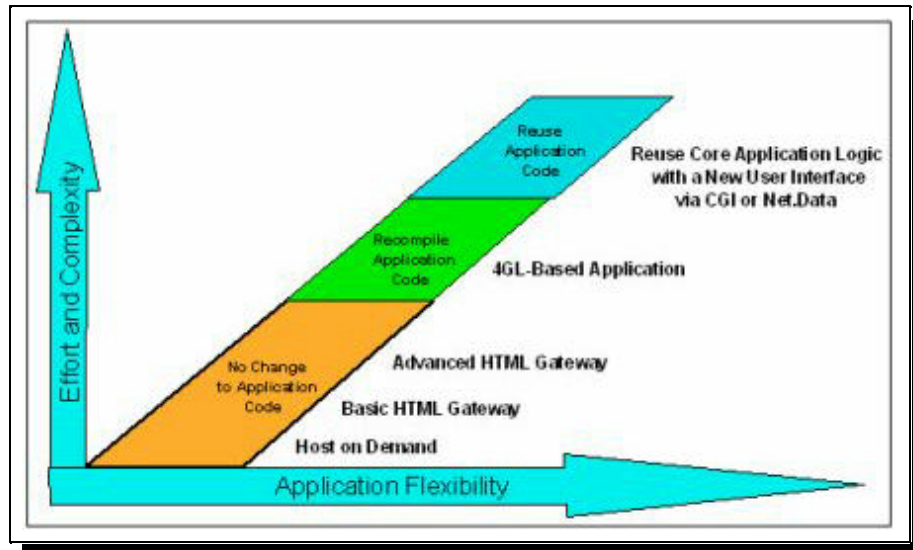 Effort and Complexity
Reuse
Application
Code
Reuse Core Application Logic
with a New User Interface
via CGI or Net.Data
Recompile
Application
Code
4GL-Based Application
No Change
to Application
Code
Advanced HTML Gateway
Basic HTML Gateway
Host on Demand
Application Flexibility